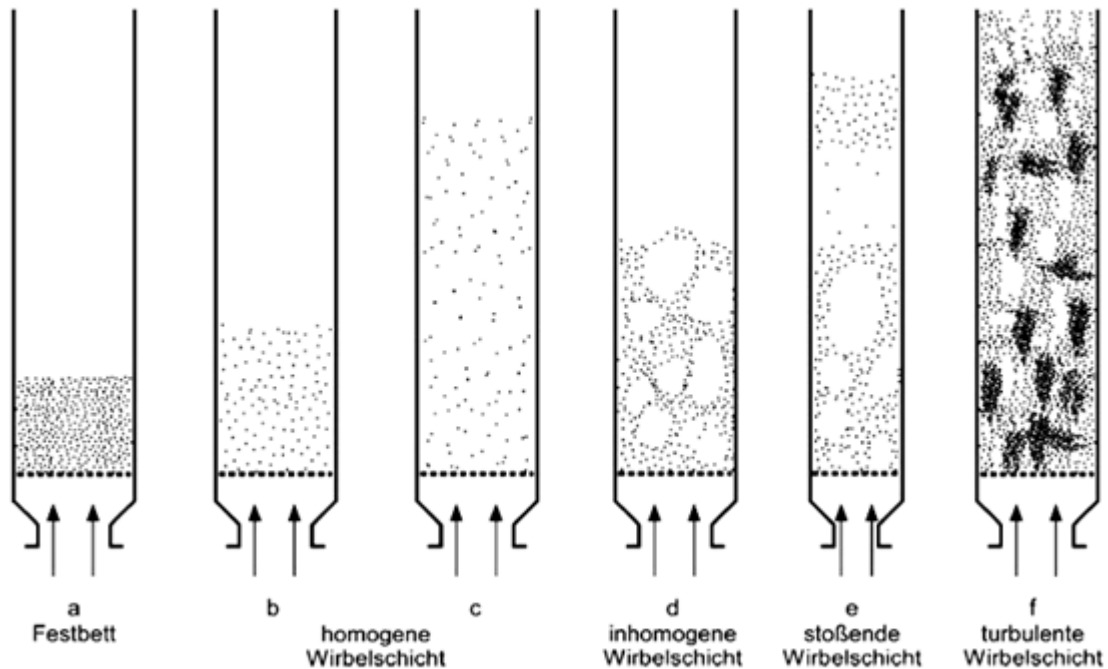 a
Festbett
b
c
homogene
Wirbelschicht
d
inhomogene
Wirbelschicht
e
stoßende
Wirbelschicht
f
turbulente
Wirbelschicht